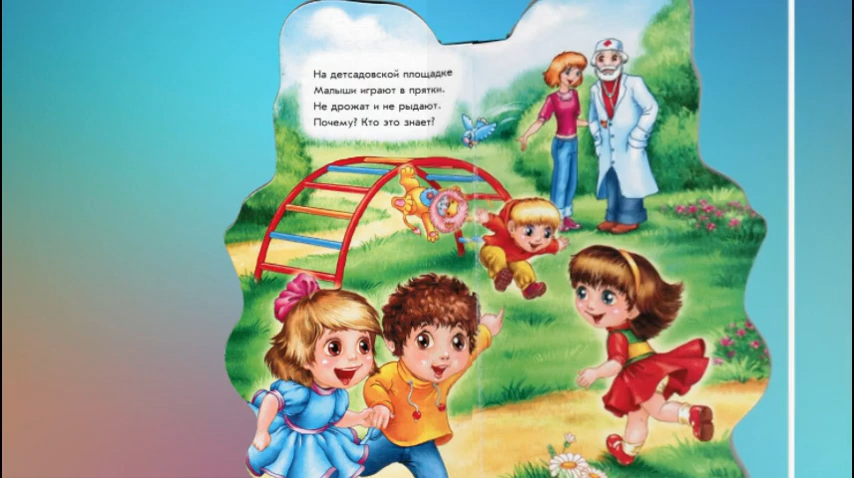 На детсадовской площадке
Малыши играют в прятки.
Не дрожат и не рыдают.
Почему? Кто это знает?